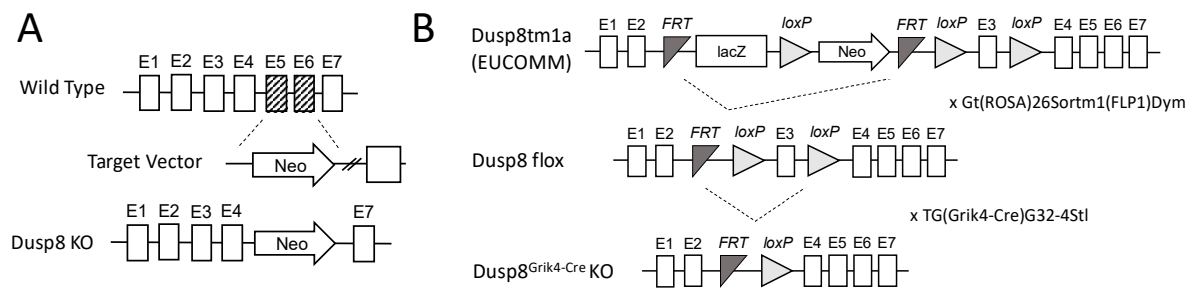 A
E1 E2 E3 E4 E5 E6 E7
Wild Type
Target Vector
Neo
E1 E2 E3 E4 E7
Dusp8 KO
Neo
B
E1 E2 FRT loxP FRT loxP E3 loxP E4 E5 E6 E7
Dusp8tm1a
(EUCOMM)
lacZ Neo
x Gt(ROSA)26Sortm1(FLP1)Dym
E1 E2 FRT loxP E3 loxP E4 E5 E6 E7
Dusp8 flox
x TG(Grik4-Cre)G32-4Stl
E1 E2 FRT loxP E4 E5 E6 E7
Dusp8Grik4-Cre KO